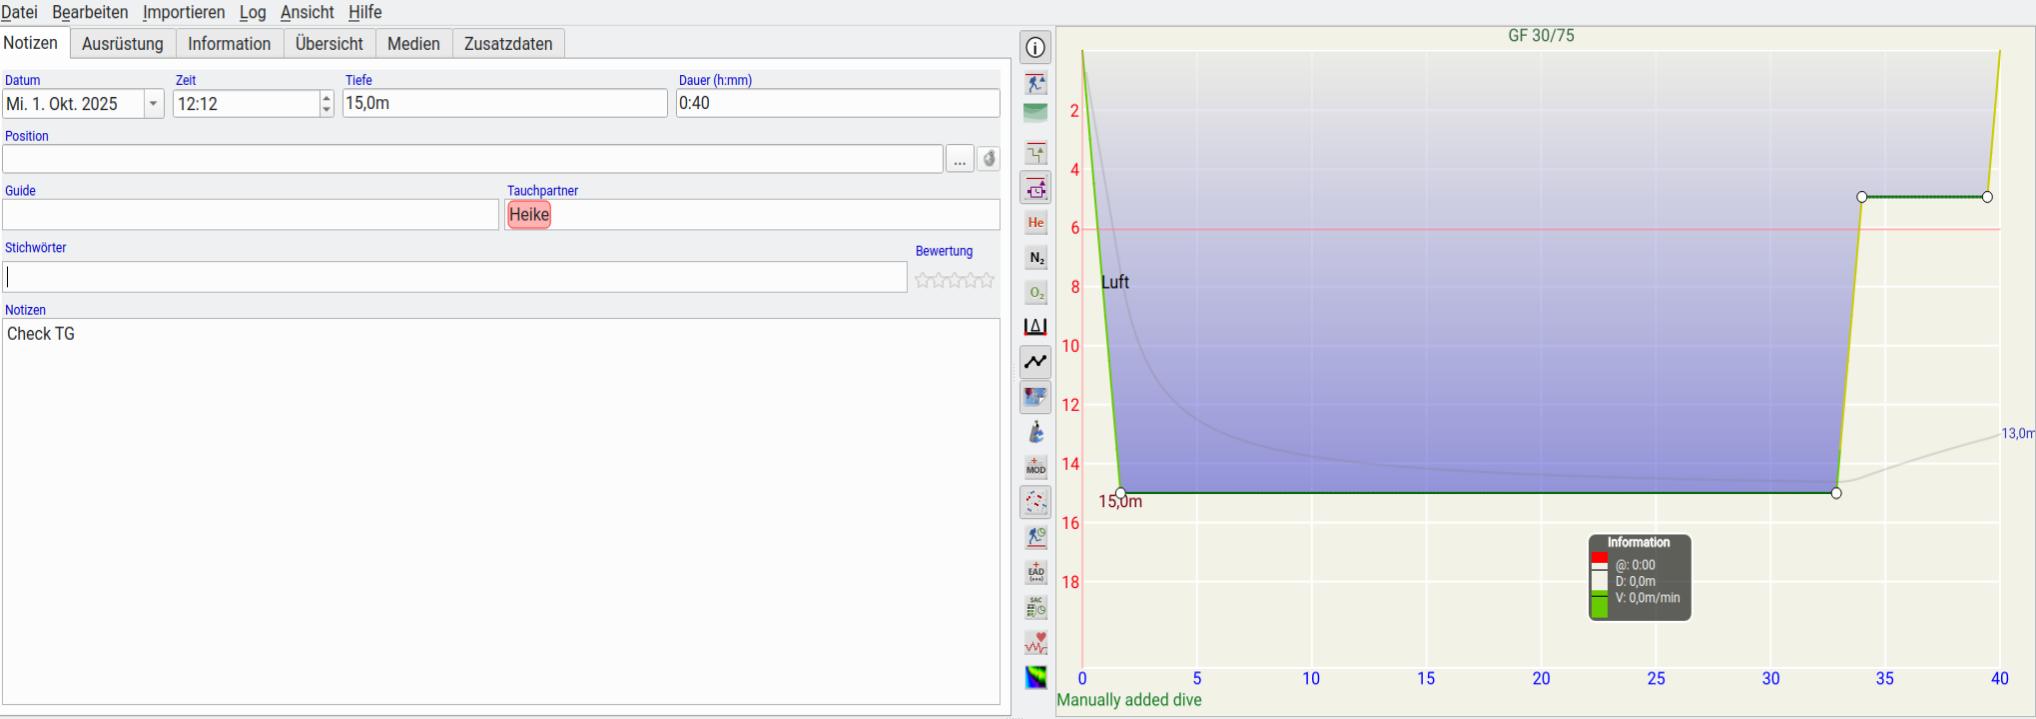 Datei Bearbeiten Importieren Log Ansicht Hilfe
Notizen Ausrüstung Information Übersicht Medien Zusatzdaten
Datum Zeit Tiefe Dauer (h:mm)
Mi. 1. Okt. 2025 12:12 15,0m 0:40
Position
...
Guide Tauchpartner
Heike
Stichwörter
Bewertung
Notizen
Check TG
He
N₂
O₂
MOD
EAD
SAC
GF 30/75
2
4
6
8
10
12
14
16
18
Luft
15,0m
13,0m
Information
@: 0:00
D: 0,0m
V: 0,0m/min
0 5 10 15 20 25 30 35 40
Manually added dive